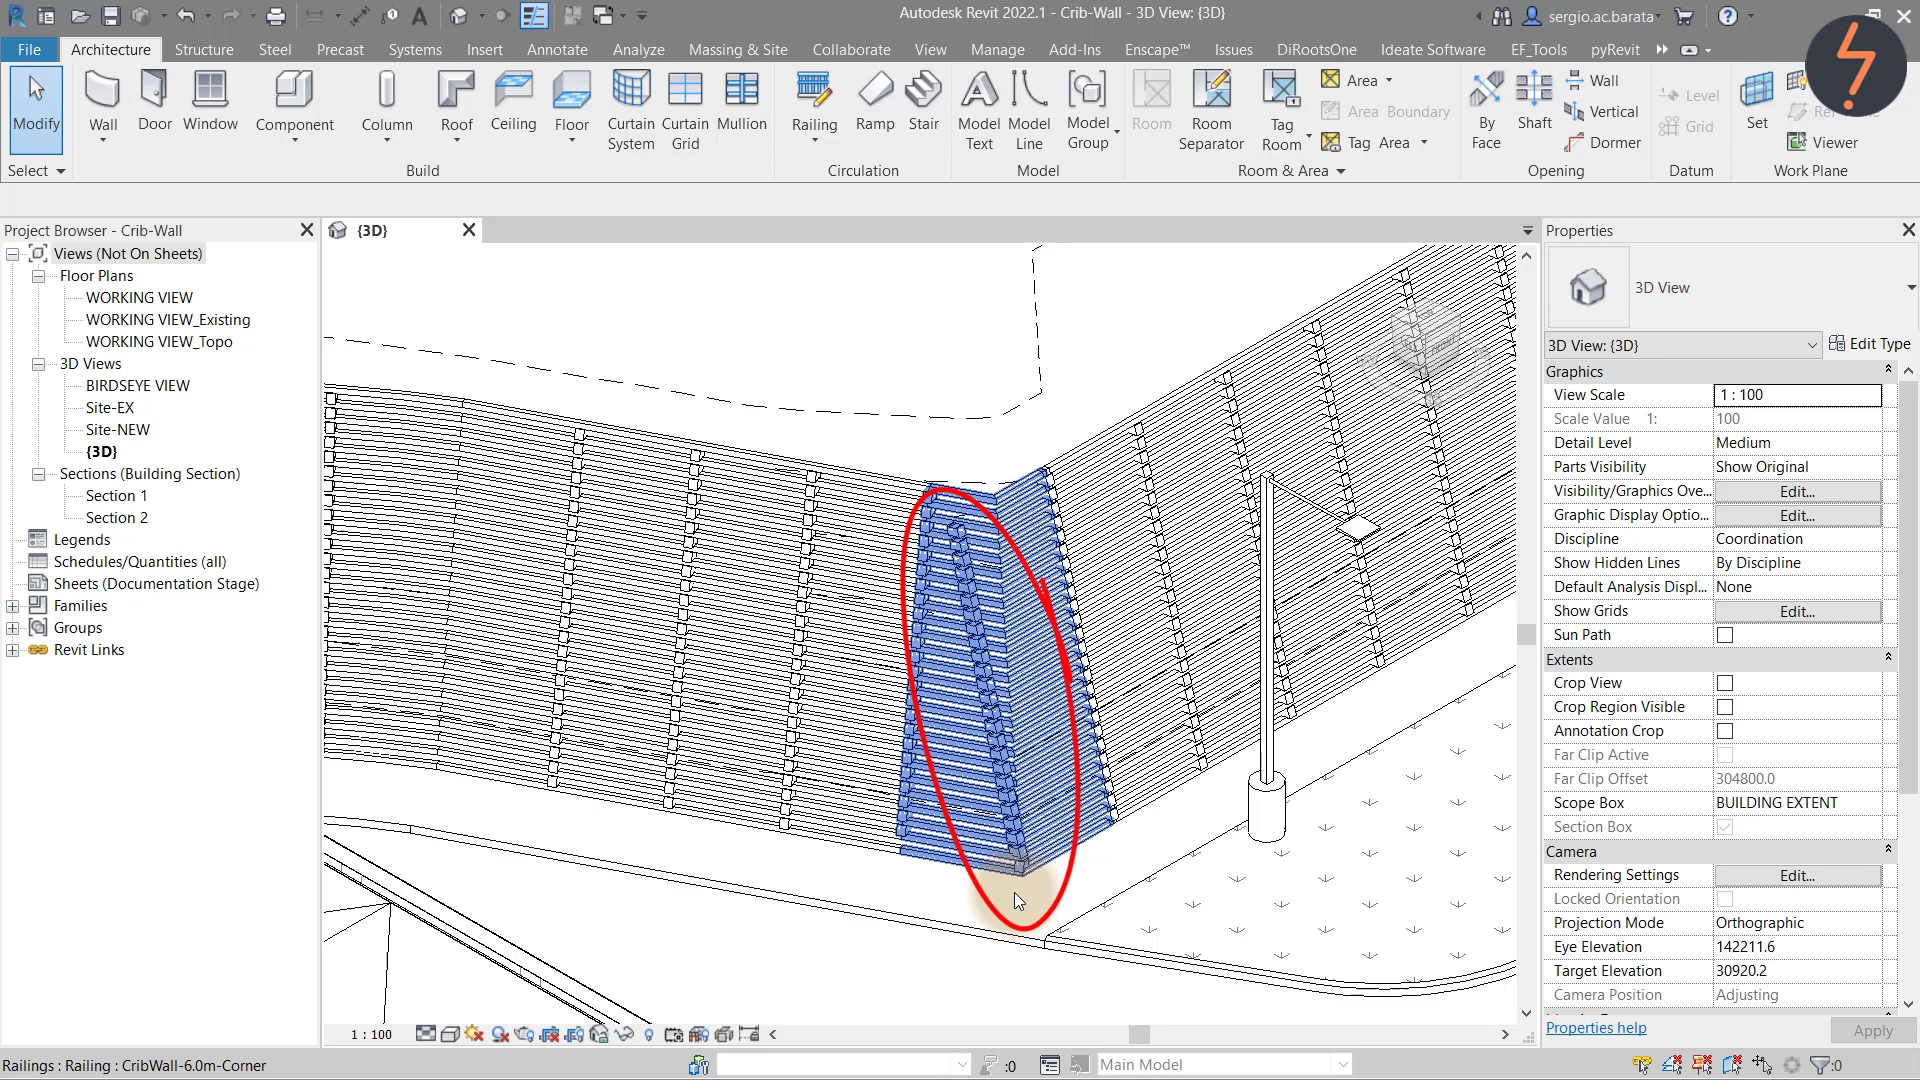 Autodesk Revit 2022.1 - Crib-Wall - 3D View: {3D}
sergio.ac.barata
File Architecture Structure Steel Precast Systems Insert Annotate Analyze Massing & Site Collaborate View Manage Add-Ins Enscape™ Issues DiRootsOne Ideate Software EF_Tools pyRevit
Modify
Wall
Door
Window
Component
Column
Roof
Ceiling
Floor
Curtain System
Curtain Grid
Mullion
Railing
Ramp
Stair
Model Text
Model Line
Model Group
Room
Room Separator
Tag Room
Area
Area Boundary
Tag Area
By Face
Shaft
Wall
Vertical
Dormer
Level
Grid
Set
Viewer
Select
Build
Circulation
Model
Room & Area
Opening
Datum
Work Plane
Project Browser - Crib-Wall
Views (Not On Sheets)
Floor Plans
WORKING VIEW
WORKING VIEW_Existing
WORKING VIEW_Topo
3D Views
BIRDSEYE VIEW
Site-EX
Site-NEW
{3D}
Sections (Building Section)
Section 1
Section 2
Legends
Schedules/Quantities (all)
Sheets (Documentation Stage)
Families
Groups
Revit Links
{3D}
FRONT
Properties
3D View
3D View: {3D}
Edit Type
Graphics
View Scale 1 : 100
Scale Value 1: 100
Detail Level Medium
Parts Visibility Show Original
Visibility/Graphics Ove... Edit...
Graphic Display Optio... Edit...
Discipline Coordination
Show Hidden Lines By Discipline
Default Analysis Displ... None
Show Grids Edit...
Sun Path
Extents
Crop View
Crop Region Visible
Annotation Crop
Far Clip Active
Far Clip Offset 304800.0
Scope Box BUILDING EXTENT
Section Box
Camera
Rendering Settings Edit...
Locked Orientation
Projection Mode Orthographic
Eye Elevation 142211.6
Target Elevation 30920.2
Camera Position Adjusting
Properties help
Apply
1 : 100
Railings : Railing : CribWall-6.0m-Corner
:0
Main Model
:0